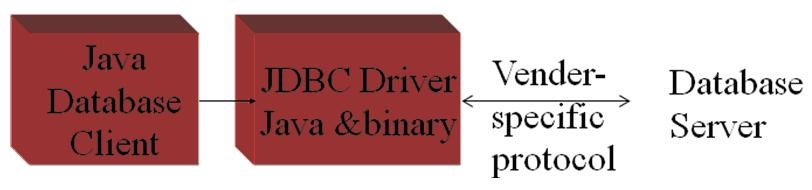 Java
Database
Client
JDBC Driver
Java &binary
Vender-
specific
protocol
Database
Server